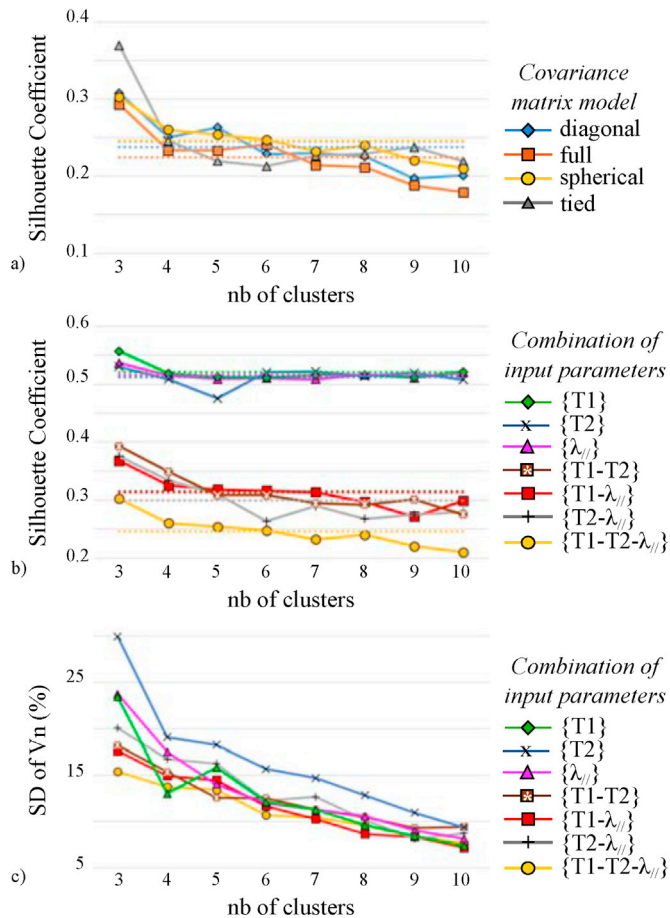 0.4
0.3
0.2
0.1
Silhouette Coefficient
3 4 5 6 7 8 9 10
nb of clusters
a)
Covariance
matrix model
diagonal
full
spherical
tied
0.6
0.5
0.4
0.3
0.2
Silhouette Coefficient
3 4 5 6 7 8 9 10
nb of clusters
b)
Combination of
input parameters
{T1}
{T2}
{λ//}
{T1-T2}
{T1-λ//}
{T2-λ//}
{T1-T2-λ//}
25
15
5
SD of Vn (%)
3 4 5 6 7 8 9 10
nb of clusters
c)
Combination of
input parameters
{T1}
{T2}
{λ//}
{T1-T2}
{T1-λ//}
{T2-λ//}
{T1-T2-λ//}